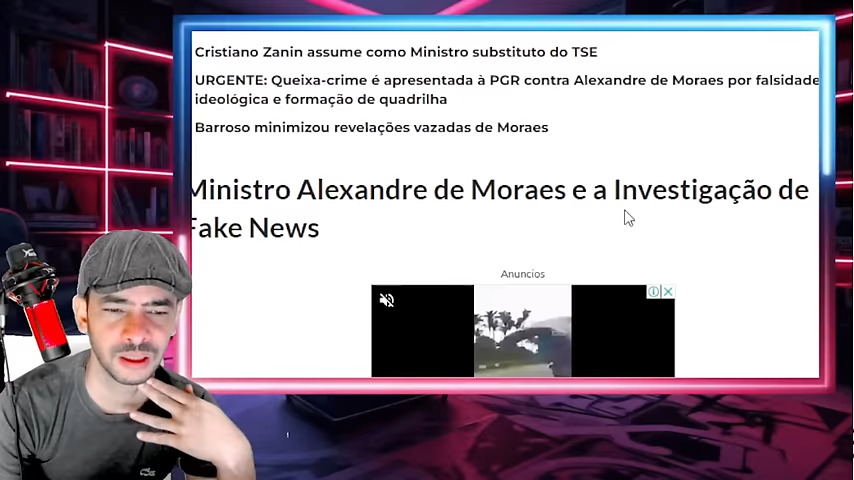 Cristiano Zanin assume como Ministro substituto do TSE
URGENTE: Queixa-crime é apresentada à PGR contra Alexandre de Moraes por falsidade
ideológica e formação de quadrilha
Barroso minimizou revelações vazadas de Moraes
Ministro Alexandre de Moraes e a Investigação de
Fake News
Anuncios